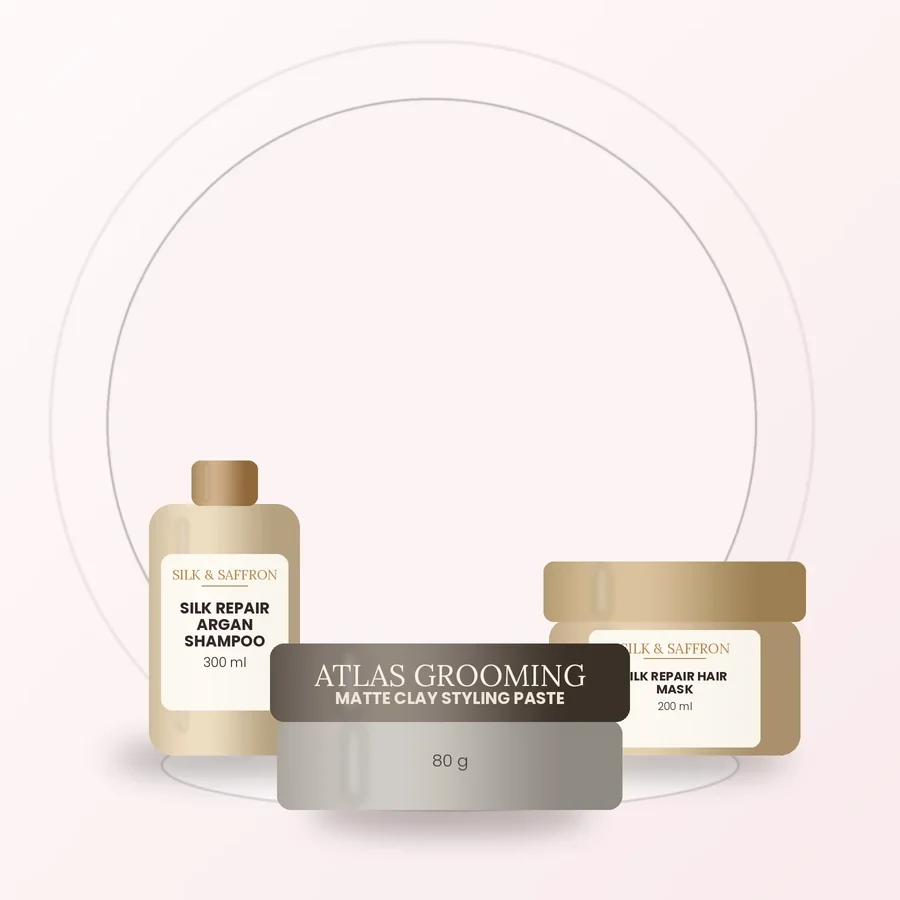 SILK & SAFFRON
SILK REPAIR
ARGAN
SHAMPOO
300 ml
ATLAS GROOMING
MATTE CLAY STYLING PASTE
80 g
SILK & SAFFRON
SILK REPAIR HAIR
MASK
200 ml